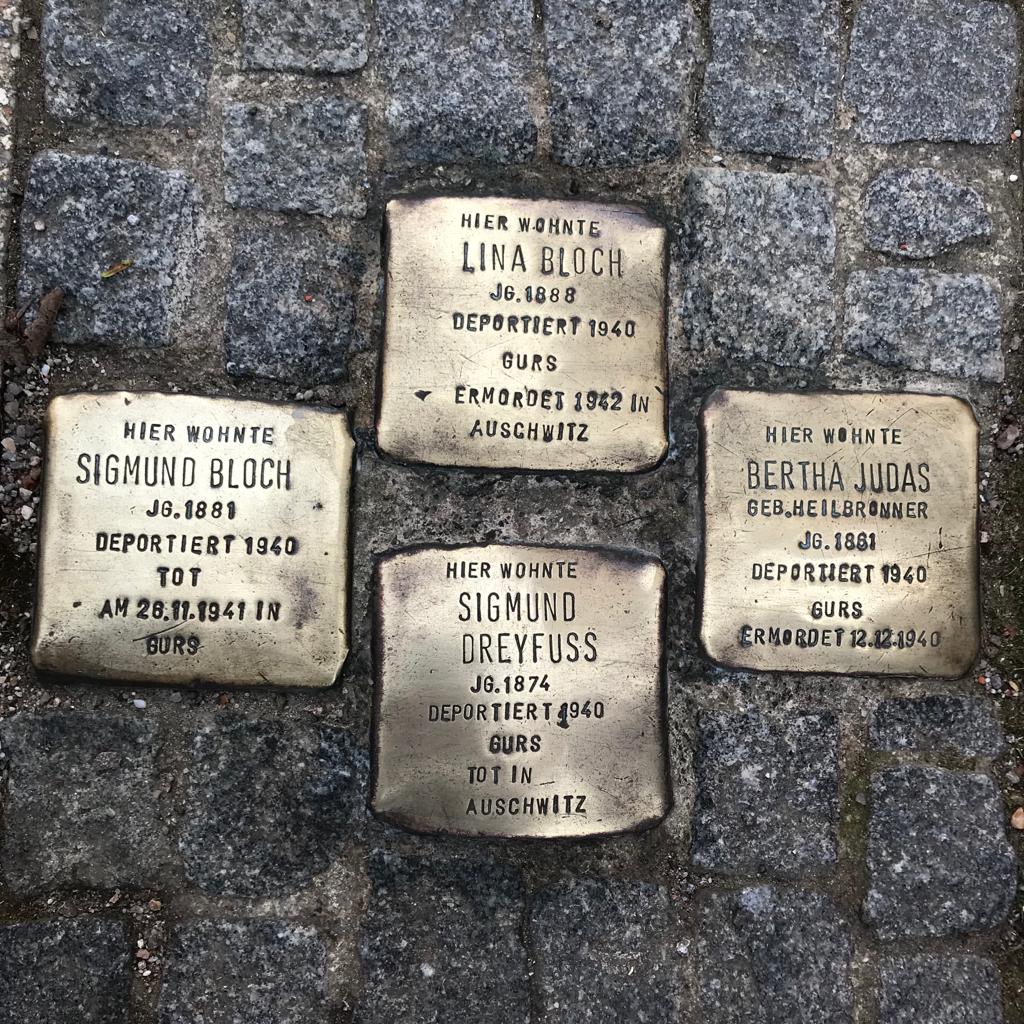 HIER WOHNTE
LINA BLOCH
JG.1888
DEPORTIERT 1940
GURS
ERMORDET 1942 IN
AUSCHWITZ
HIER WOHNTE
SIGMUND BLOCH
JG.1881
DEPORTIERT 1940
TOT
AM 26.11.1941 IN
GURS
HIER WOHNTE
SIGMUND
DREYFUSS
JG.1874
DEPORTIERT 1940
GURS
TOT IN
AUSCHWITZ
HIER WOHNTE
BERTHA JUDAS
GEB.HEILBRONNER
JG.1861
DEPORTIERT 1940
GURS
ERMORDET 12.12.1940